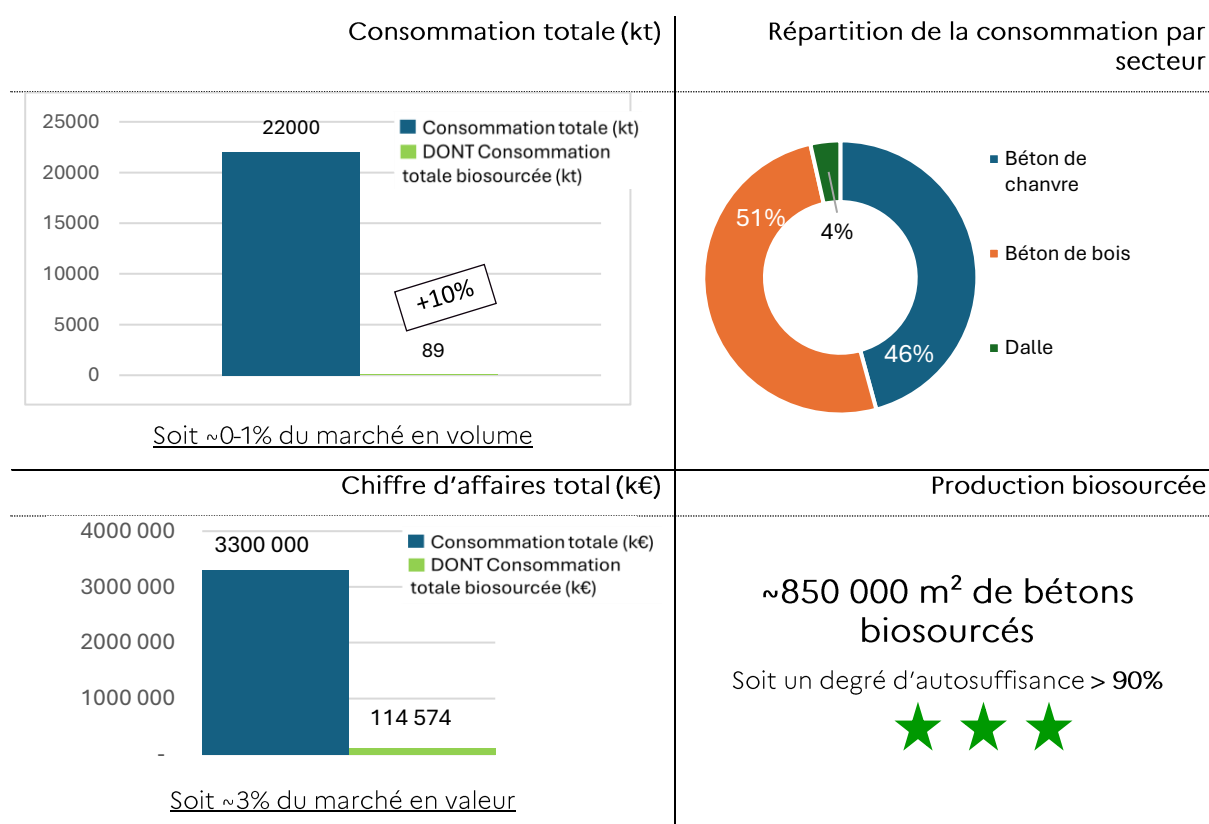 Consommation totale (kt)
25000
20000
15000
10000
5000
0
22000
Consommation totale (kt)
DONT Consommation
totale biosourcée (kt)
+10%
89
Soit ~0-1% du marché en volume
Répartition de la consommation par
secteur
51%
4%
46%
Béton de
chanvre
Béton de bois
Dalle
Chiffre d'affaires total (k€)
4000 000
3000 000
2000 000
1000 000
-
3300 000
Consommation totale (k€)
DONT Consommation
totale biosourcée (k€)
114 574
Soit ~3% du marché en valeur
Production biosourcée
~850 000 m² de bétons
biosourcés
Soit un degré d'autosuffisance > 90%